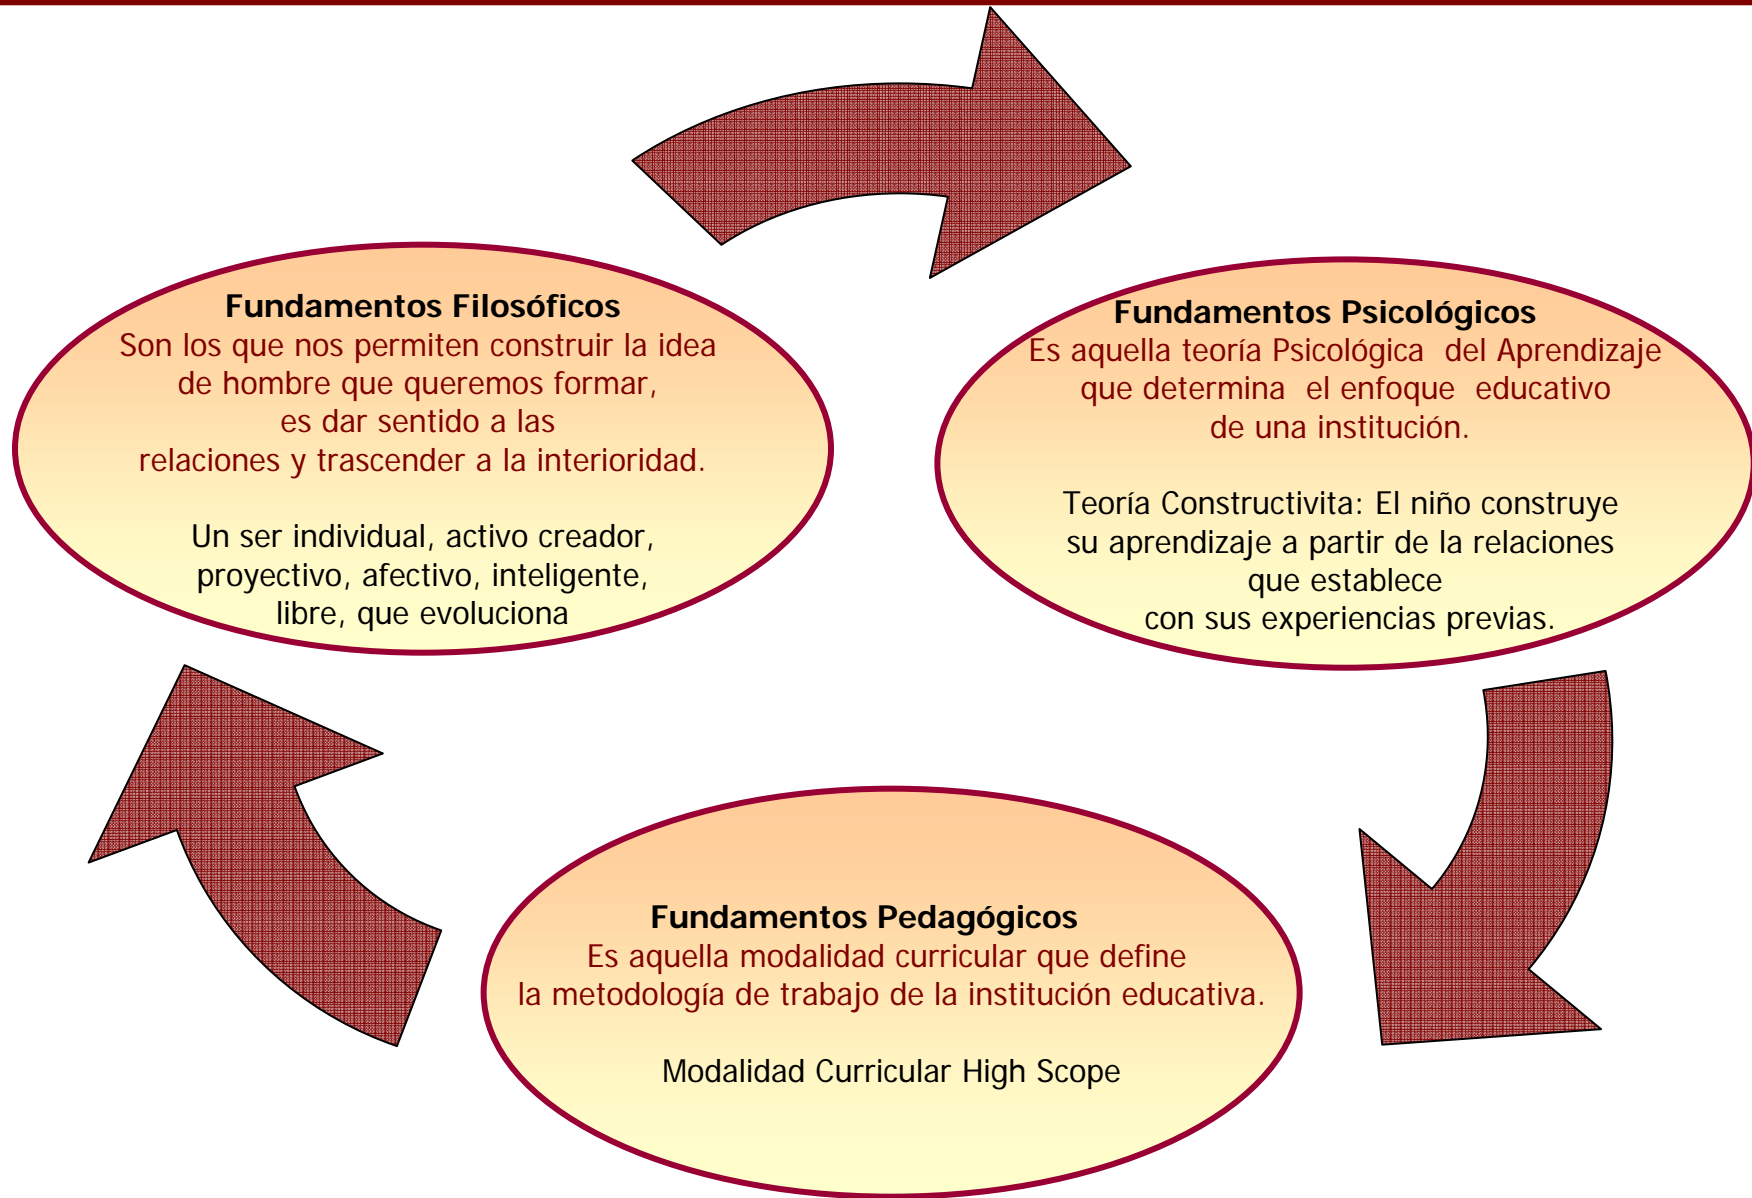 Fundamentos Filosóficos
Son los que nos permiten construir la idea
de hombre que queremos formar,
es dar sentido a las
relaciones y trascender a la interioridad.
Un ser individual, activo creador,
proyectivo, afectivo, inteligente,
libre, que evoluciona
Fundamentos Psicológicos
Es aquella teoría Psicológica del Aprendizaje
que determina el enfoque educativo
de una institución.
Teoría Constructivita: El niño construye
su aprendizaje a partir de la relaciones
que establece
con sus experiencias previas.
Fundamentos Pedagógicos
Es aquella modalidad curricular que define
la metodología de trabajo de la institución educativa.
Modalidad Curricular High Scope